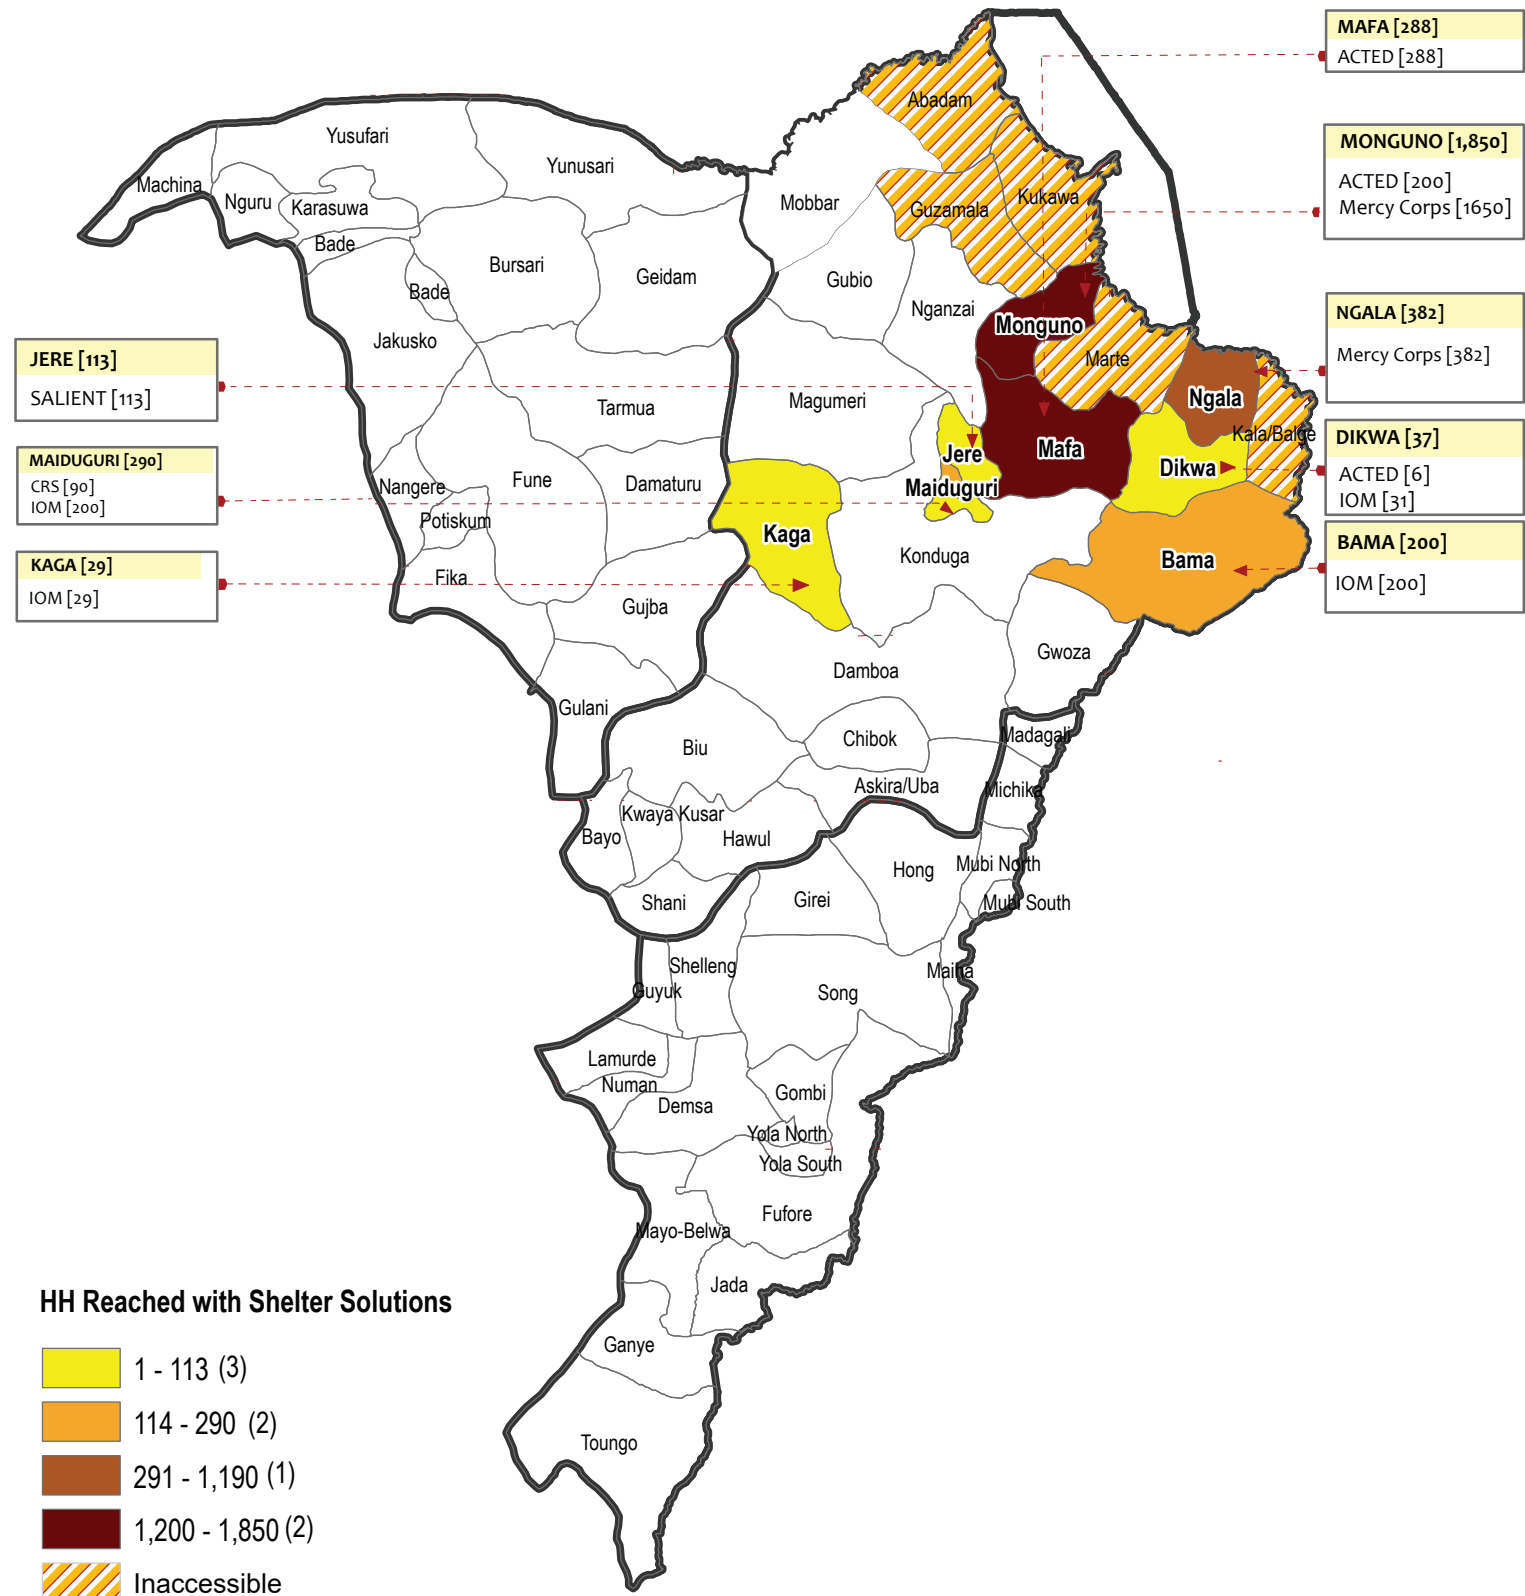 MAFA [288]
ACTED [288]
MONGUNO [1,850]
ACTED [200]
Mercy Corps [1650]
NGALA [382]
Mercy Corps [382]
DIKWA [37]
ACTED [6]
IOM [31]
BAMA [200]
IOM [200]
JERE [113]
SALIENT [113]
MAIDUGURI [290]
CRS [90]
IOM [200]
KAGA [29]
IOM [29]
Abadam
Yusufari
Yunusari
Machina
Nguru
Karasuwa
Mobbar
Guzamala
Kukawa
Bade
Bursari
Geidam
Gubio
Bade
Nganzai
Monguno
Jakusko
Marte
Tarmua
Magumeri
Ngala
Kala/Balge
Jere
Mafa
Dikwa
Nangere
Fune
Damaturu
Maiduguri
Potiskum
Kaga
Konduga
Bama
Fika
Gujba
Gwoza
Damboa
Gulani
Chibok
Madagali
Biu
Askira/Uba
Michika
Kwaya Kusar
Bayo
Hawul
Hong
Mubi North
Shani
Girei
Mubi South
Shelleng
Maiha
Guyuk
Song
Lamurde
Numan
Gombi
Demsa
Yola North
Yola South
Fufore
Mayo-Belwa
Jada
Ganye
Toungo
HH Reached with Shelter Solutions
1 - 113 (3)
114 - 290 (2)
291 - 1,190 (1)
1,200 - 1,850 (2)
Inaccessible